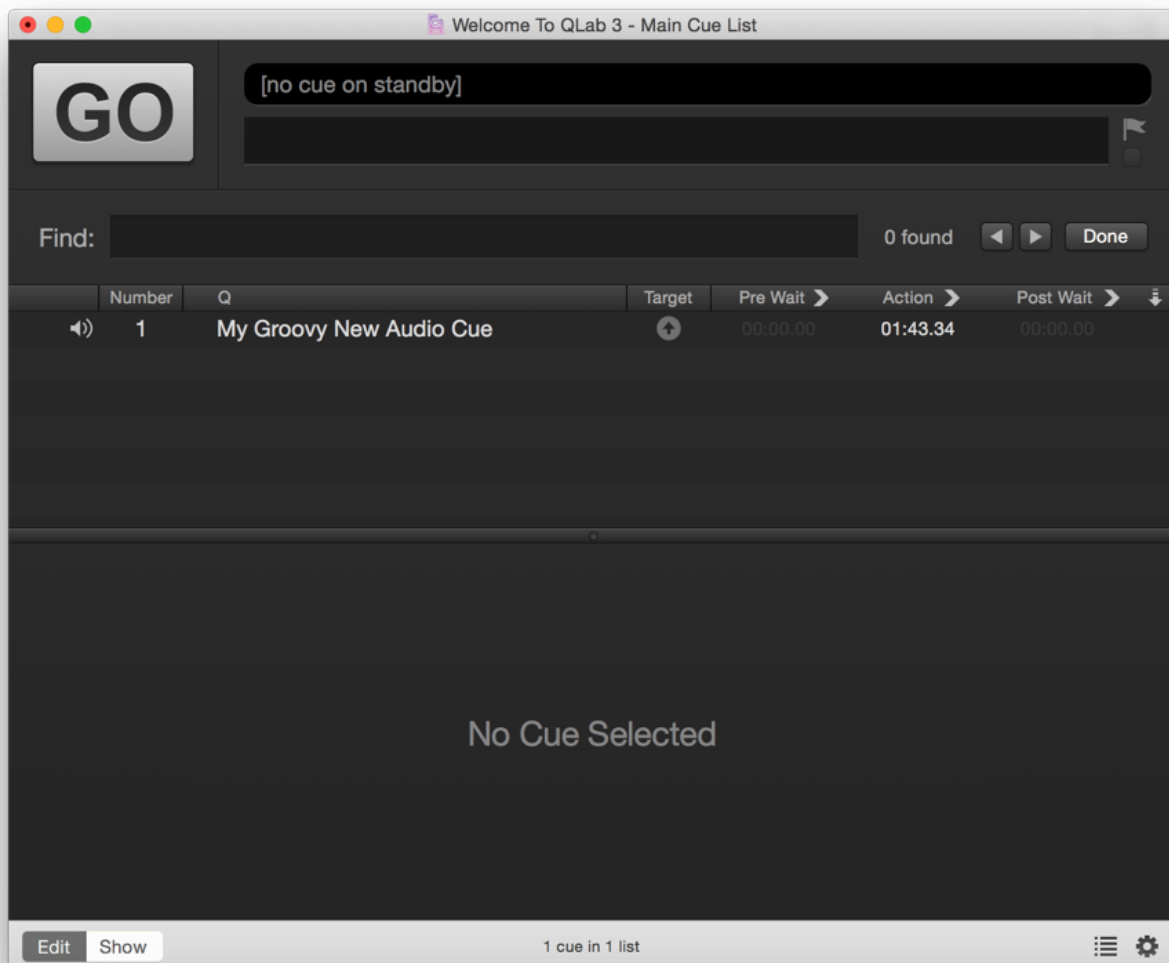 Welcome To QLab 3 - Main Cue List
GO
[no cue on standby]
Find:
0 found
Done
Number Q Target Pre Wait Action Post Wait
1 My Groovy New Audio Cue 00:00.00 01:43.34 00:00.00
No Cue Selected
Edit Show 1 cue in 1 list